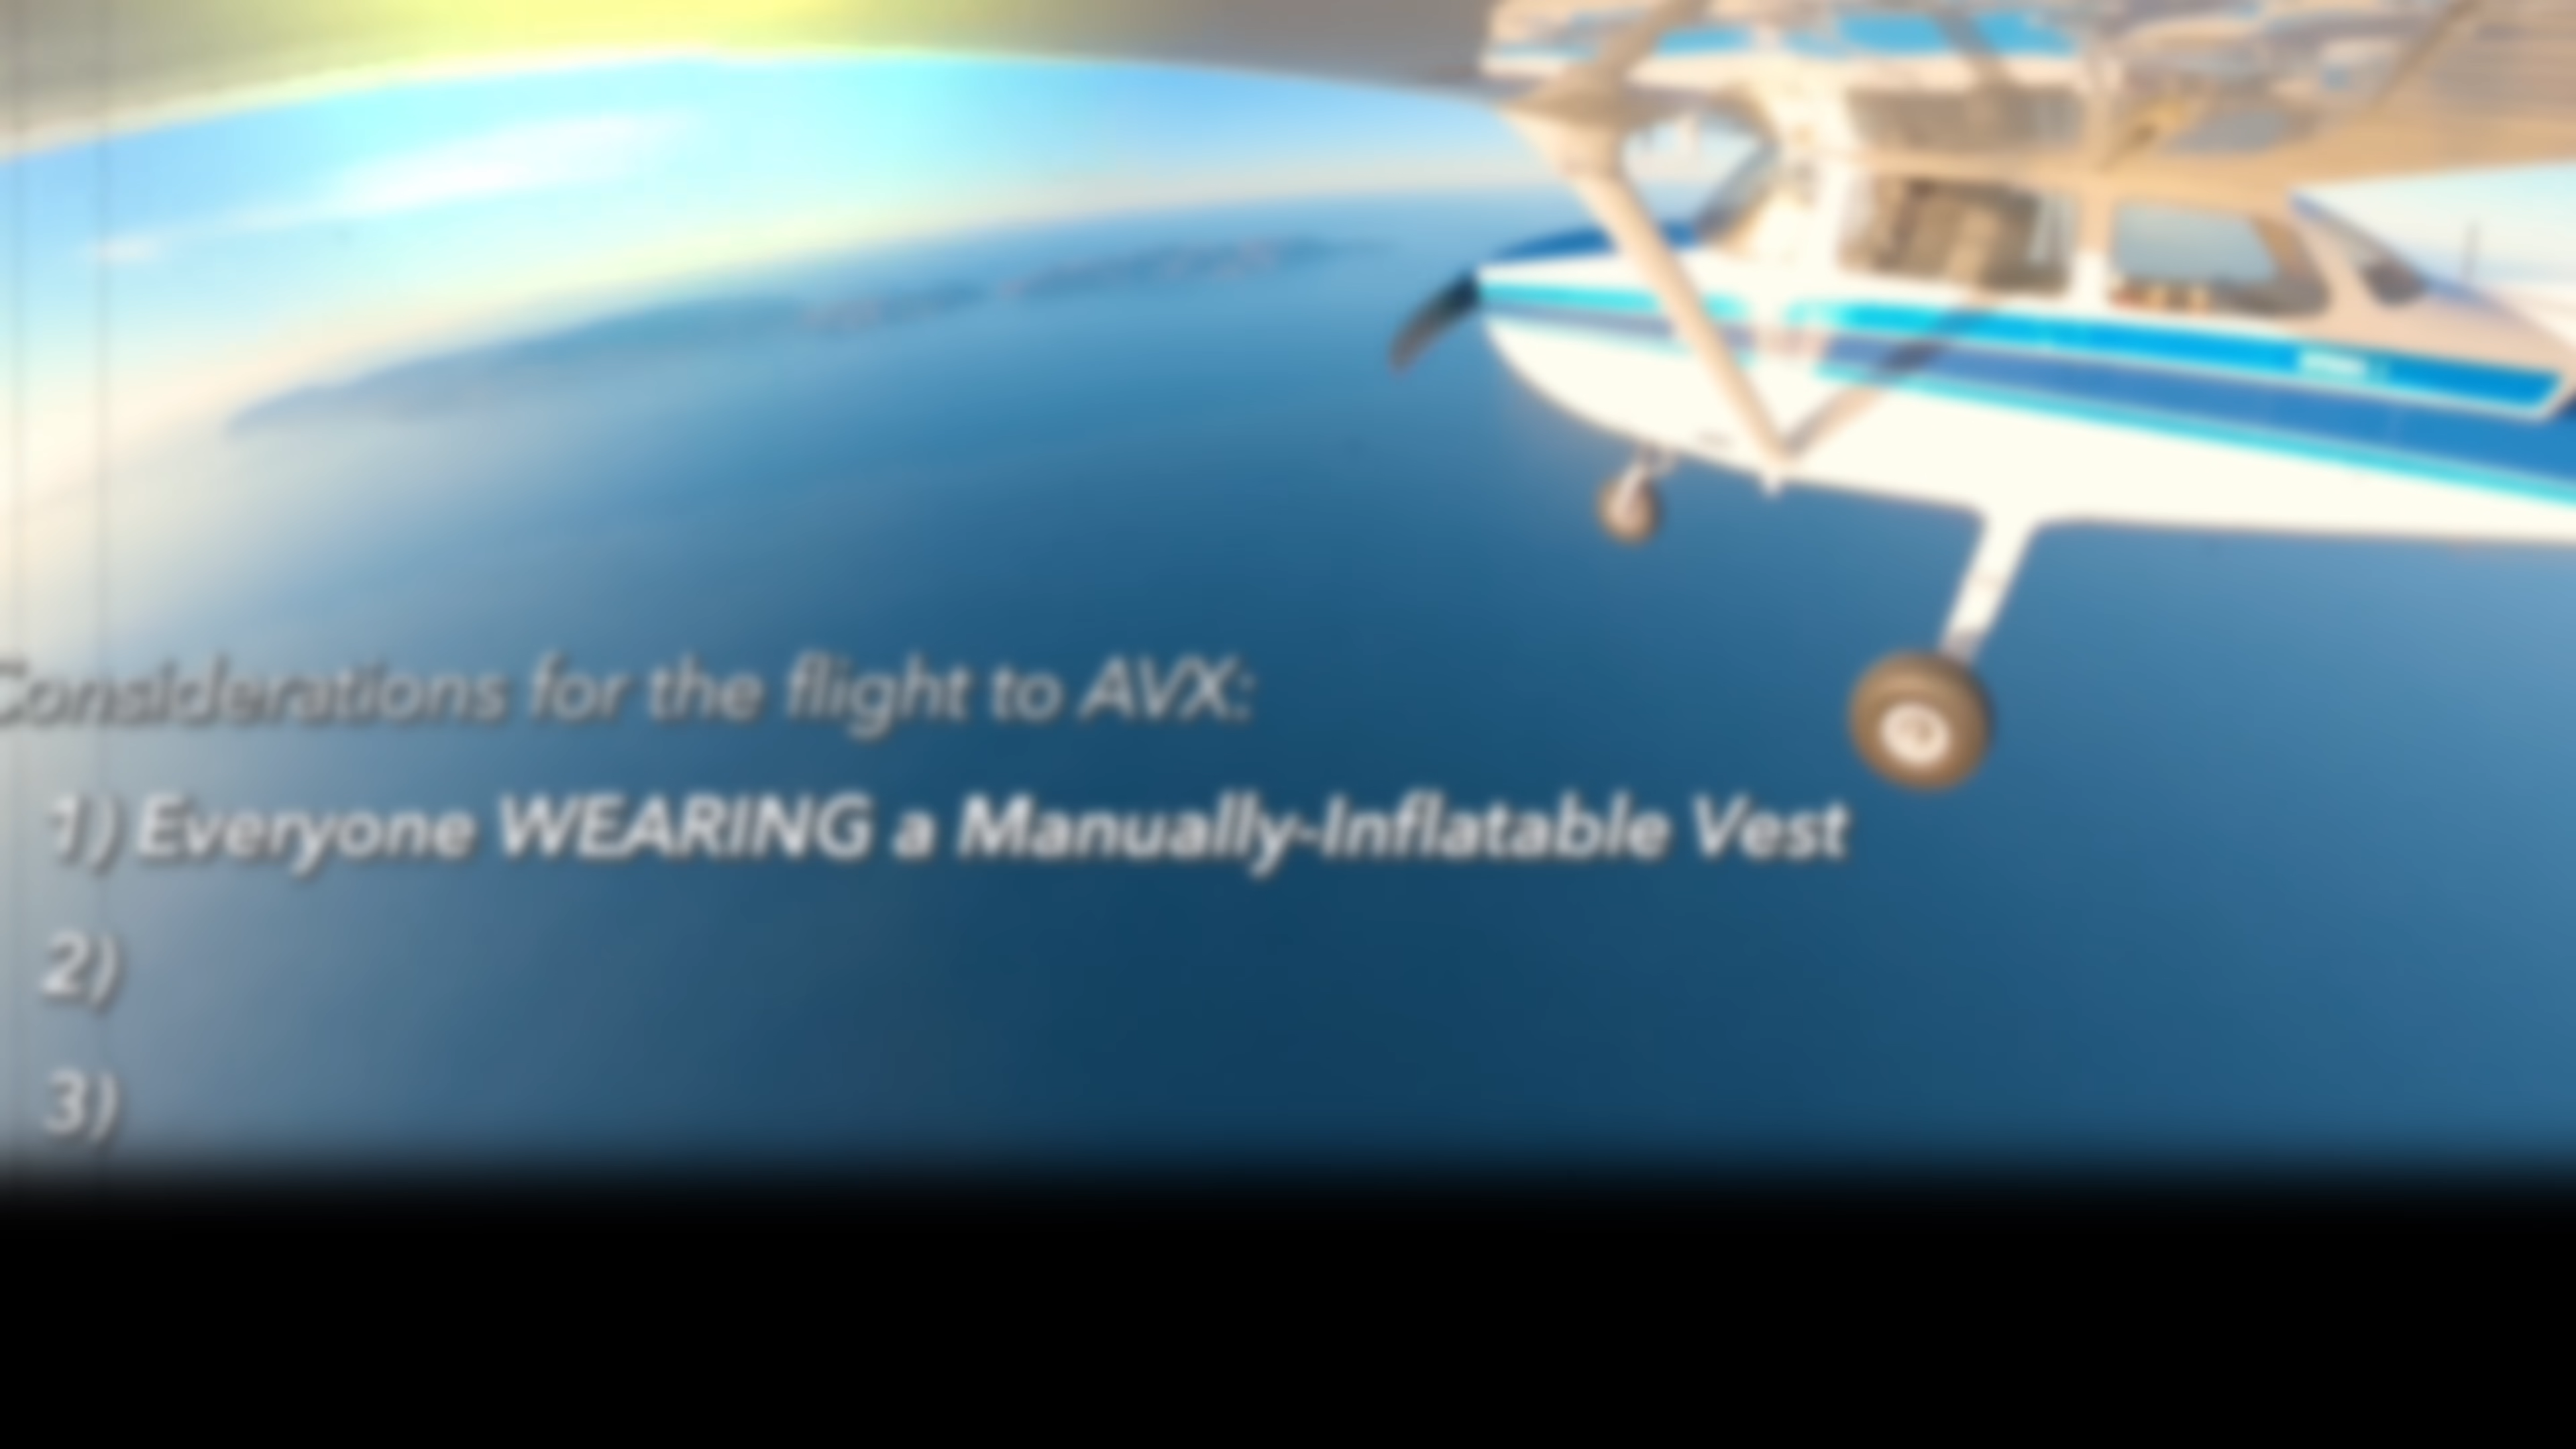 Considerations for the flight to AVX:
1) Everyone WEARING a Manually-Inflatable Vest
2)
3)